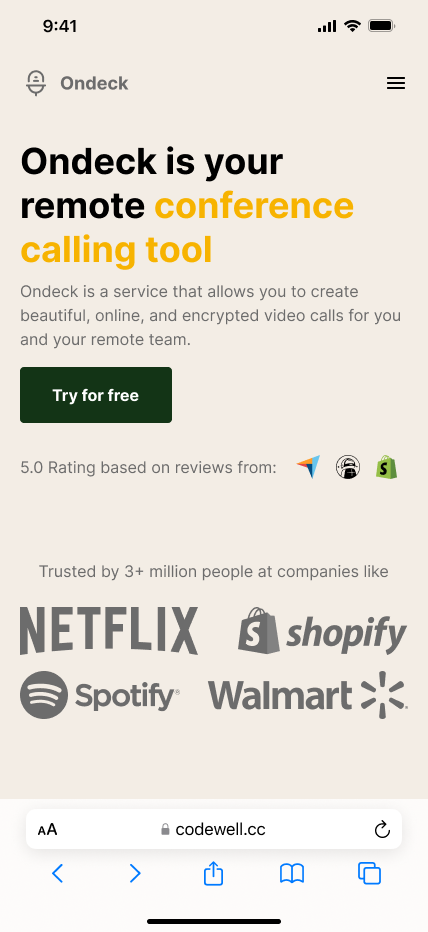 9:41
Ondeck
Ondeck is your
remote conference
calling tool
Ondeck is a service that allows you to create
beautiful, online, and encrypted video calls for you
and your remote team.
Try for free
5.0 Rating based on reviews from:
Trusted by 3+ million people at companies like
NETFLIX shopify
Spotify® Walmart
AA codewell.cc